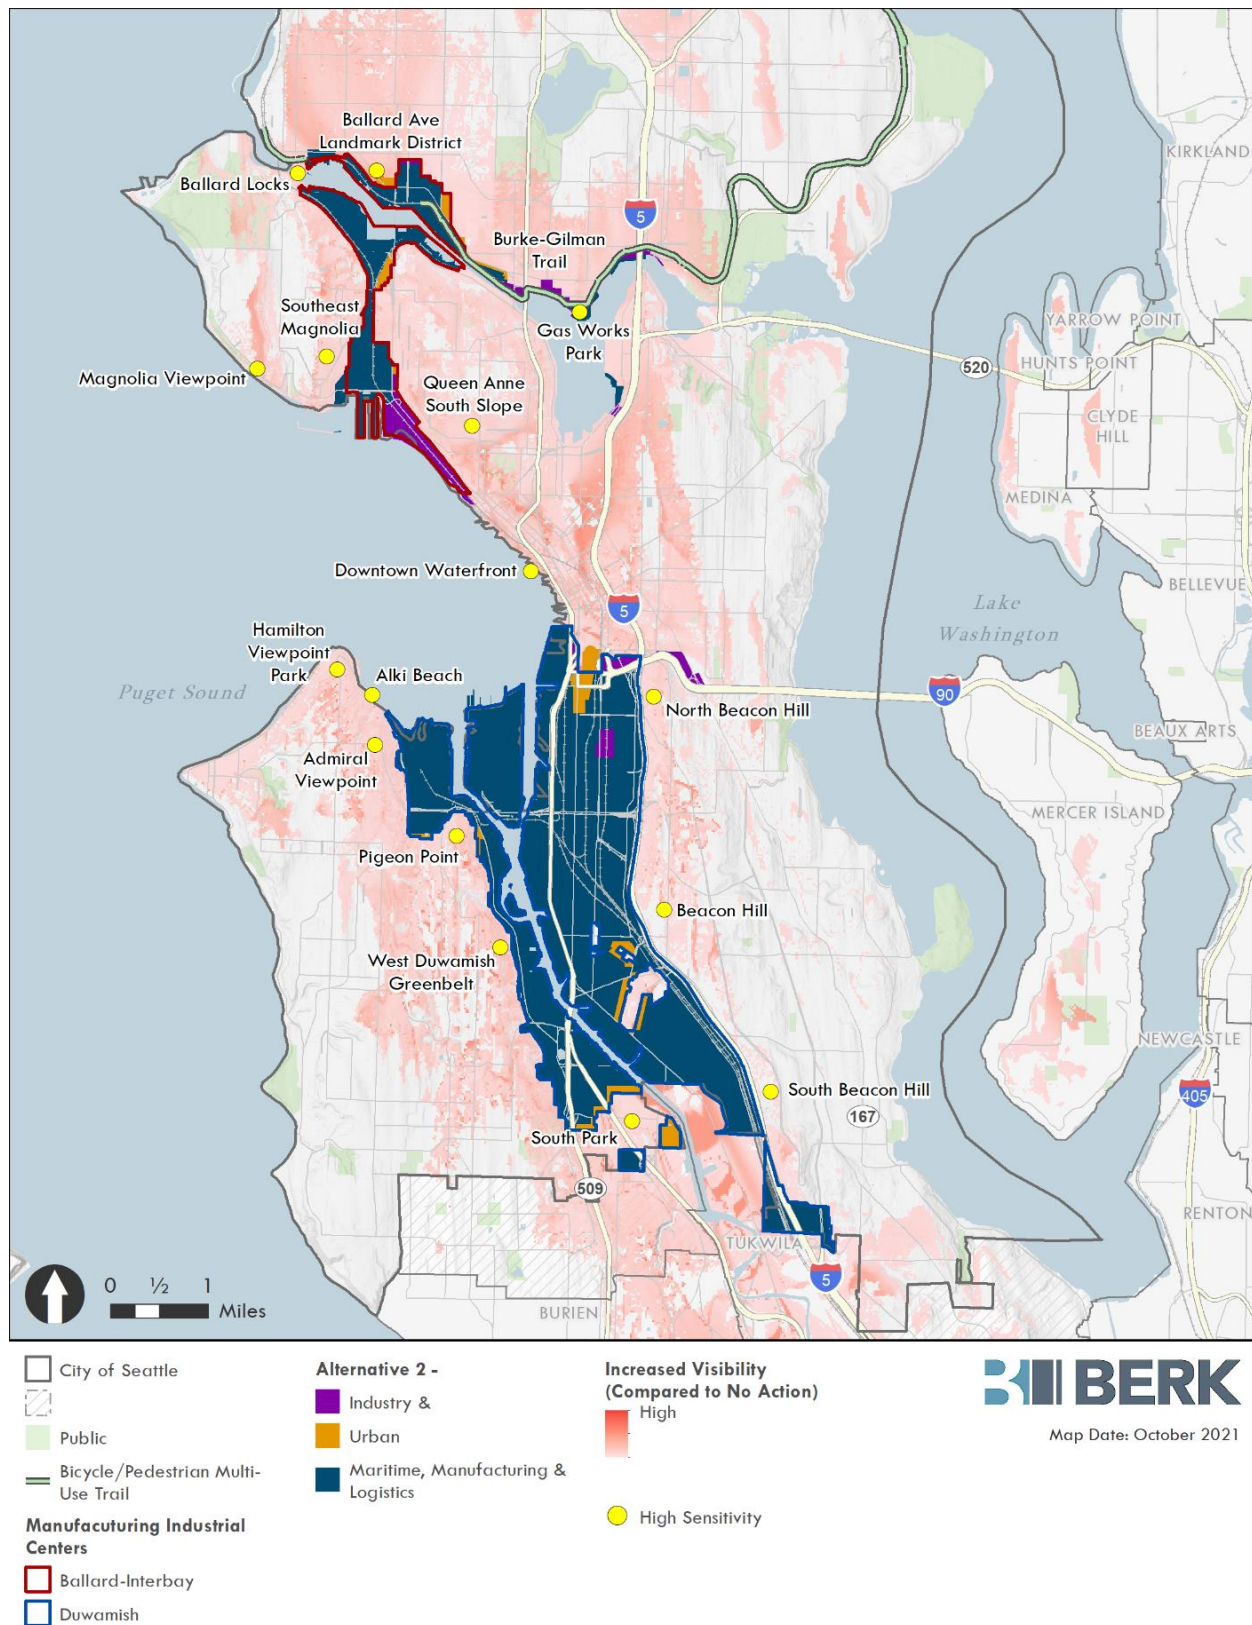 KIRKLAND
Ballard Ave
Landmark District
Ballard Locks
5
Burke-Gilman
Trail
Southeast
Magnolia
Gas Works
Park
YARROW POINT
HUNTS POINT
520
Magnolia Viewpoint
Queen Anne
South Slope
CLYDE
HILL
MEDINA
Downtown Waterfront
BELLEVUE
5
Lake
Washington
Hamilton
Viewpoint
Park
Alki Beach
Puget Sound
90
North Beacon Hill
BEAUX ARTS
Admiral
Viewpoint
MERCER ISLAND
Pigeon Point
Beacon Hill
West Duwamish
Greenbelt
NEWCASTLE
South Beacon Hill
405
167
South Park
509
RENTON
TUKWILA
5
0 ½ 1
Miles
BURIEN
City of Seattle
Public
Bicycle/Pedestrian Multi-
Use Trail
Manufacuturing Industrial
Centers
Ballard-Interbay
Duwamish
Alternative 2 -
Industry &
Urban
Maritime, Manufacturing &
Logistics
Increased Visibility
(Compared to No Action)
High
High Sensitivity
BERK
Map Date: October 2021